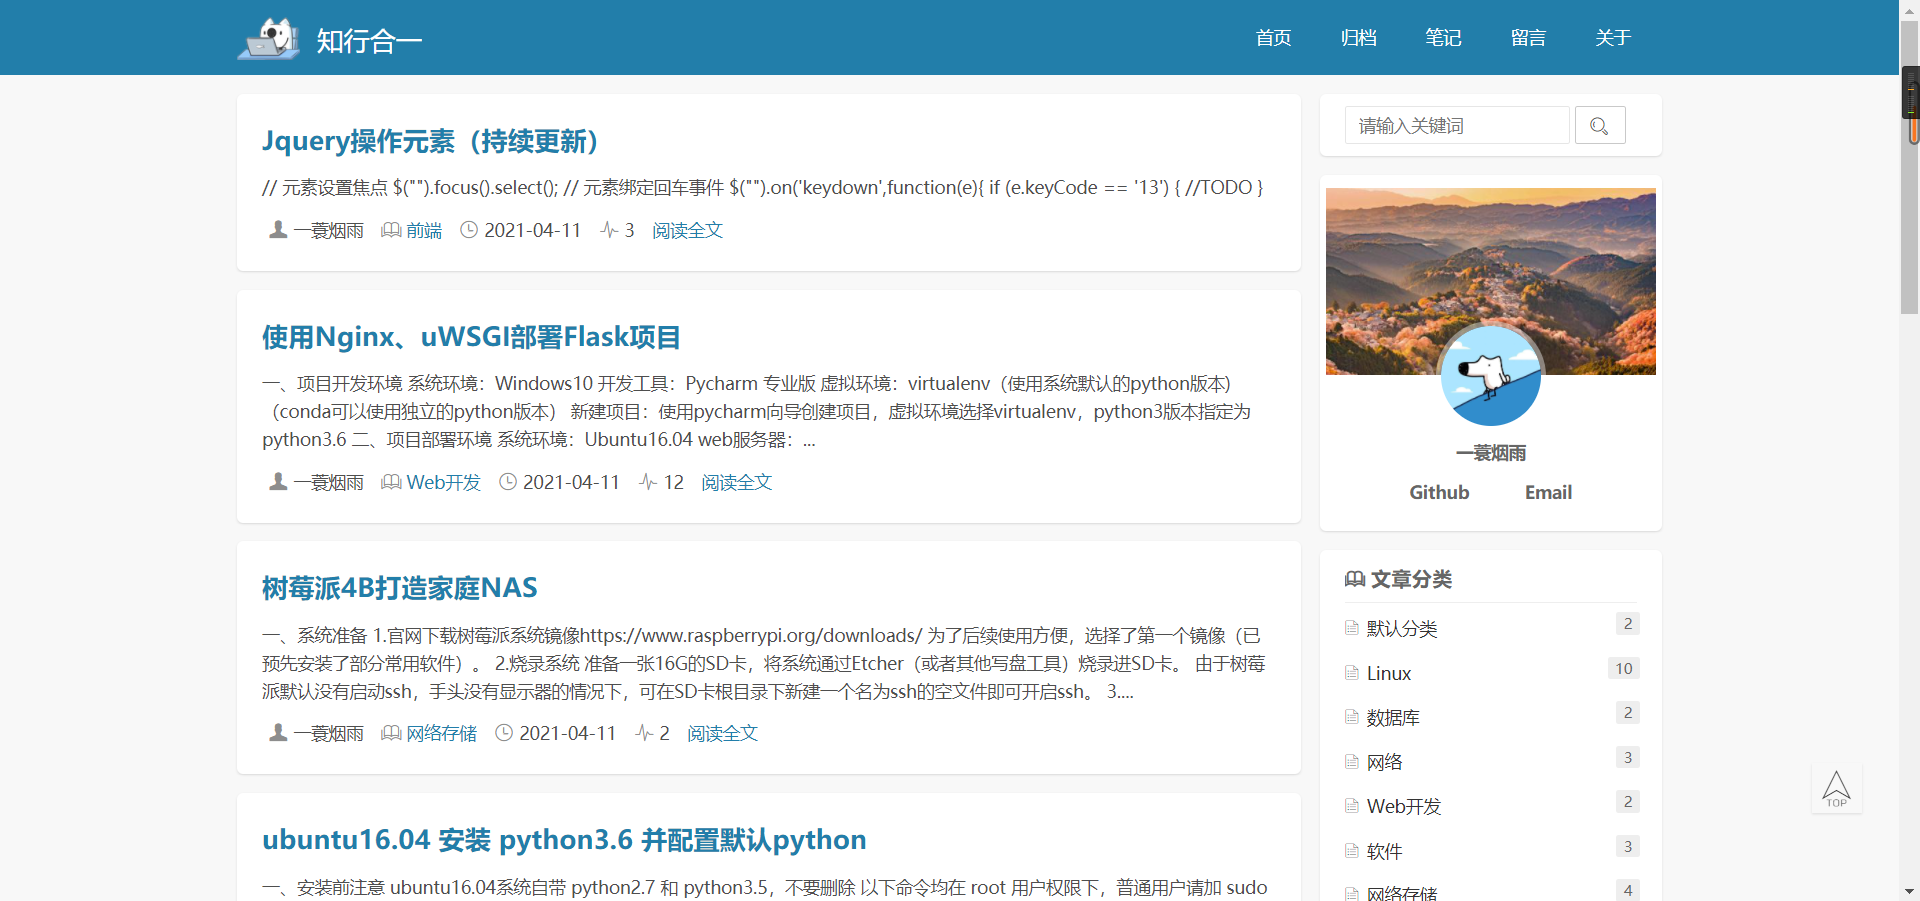 知行合一
首页 归档 笔记 留言 关于
Jquery操作元素（持续更新）
// 元素设置焦点 $("").focus().select(); // 元素绑定回车事件 $("").on('keydown',function(e){ if (e.keyCode == '13') { //TODO }
一蓑烟雨 前端 2021-04-11 3 阅读全文
使用Nginx、uWSGI部署Flask项目
一、项目开发环境 系统环境：Windows10 开发工具：Pycharm 专业版 虚拟环境：virtualenv（使用系统默认的python版本）
（conda可以使用独立的python版本） 新建项目：使用pycharm向导创建项目，虚拟环境选择virtualenv，python3版本指定为
python3.6 二、项目部署环境 系统环境：Ubuntu16.04 web服务器：...
一蓑烟雨 Web开发 2021-04-11 12 阅读全文
树莓派4B打造家庭NAS
一、系统准备 1.官网下载树莓派系统镜像https://www.raspberrypi.org/downloads/ 为了后续使用方便，选择了第一个镜像（已
预先安装了部分常用软件）。 2.烧录系统 准备一张16G的SD卡，将系统通过Etcher（或者其他写盘工具）烧录进SD卡。 由于树莓
派默认没有启动ssh，手头没有显示器的情况下，可在SD卡根目录下新建一个名为ssh的空文件即可开启ssh。 3....
一蓑烟雨 网络存储 2021-04-11 2 阅读全文
ubuntu16.04 安装 python3.6 并配置默认python
一、安装前注意 ubuntu16.04系统自带 python2.7 和 python3.5，不要删除 以下命令均在 root 用户权限下，普通用户请加 sudo
请输入关键词
一蓑烟雨
Github Email
文章分类
默认分类 2
Linux 10
数据库 2
网络 3
Web开发 2
软件 3
网络存储 4
TOP